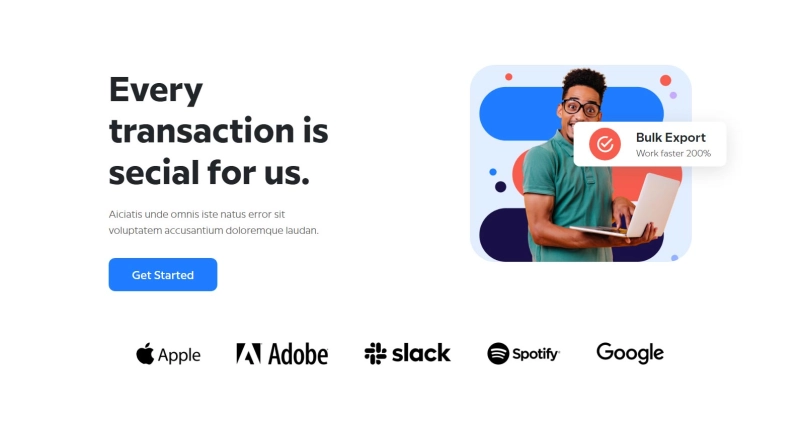 Every
transaction is
secial for us.
Aiciatis unde omnis iste natus error sit
voluptatem accusantium doloremque laudan.
Get Started
Bulk Export
Work faster 200%
Apple
Adobe
slack
Spotify
Google